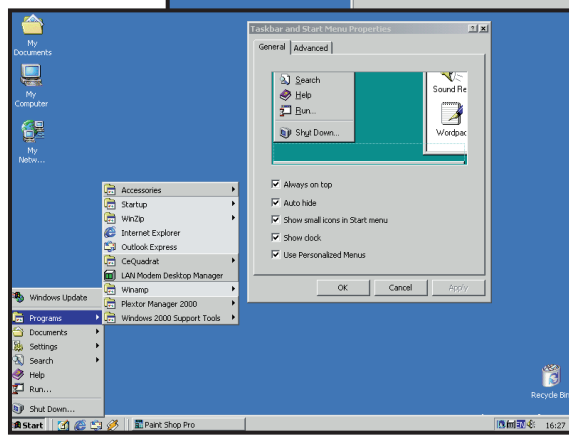 My
Documents
My
Computer
My
Netw...
Taskbar and Start Menu Properties
General
Advanced
Search
Help
Run...
Shut Down...
Sound Re
Wordpac
Always on top
Auto hide
Show small icons in Start menu
Show clock
Use Personalized Menus
OK
Cancel
Apply
Accessories
Startup
WinZip
Internet Explorer
Outlook Express
CeQuadrat
LAN Modem Desktop Manager
Winamp
Plextor Manager 2000
Windows 2000 Support Tools
Windows Update
Programs
Documents
Settings
Search
Help
Run...
Shut Down...
Recycle Bin
Start
Paint Shop Pro
16:27